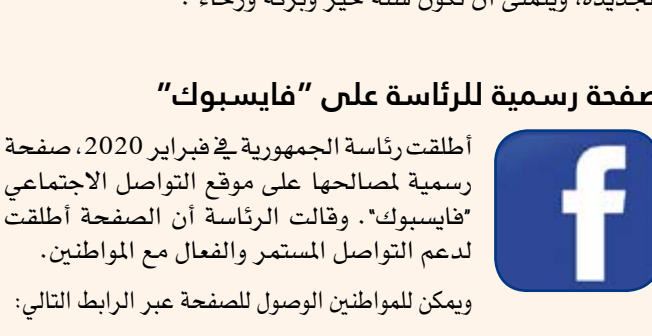 الجديدة، ويتمنى أن تكون سنة خير وبركة ورخاء".
صفحة رسمية للرئاسة على "فايسبوك"
أطلقت رئاسة الجمهورية في فبراير 2020، صفحة
رسمية لمصالحها على موقع التواصل الاجتماعي
"فايسبوك". وقالت الرئاسة أن الصفحة أطلقت
لدعم التواصل المستمر والفعال مع المواطنين.
ويمكن للمواطنين الوصول للصفحة عبر الرابط التالي:
f